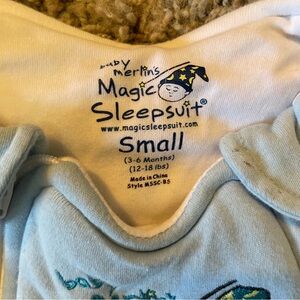 baby
merlin's
Magic
Sleepsuit®
www.magicsleepsuit.com
Small
(3-6 Months)
(12-18 lbs)
Made in China
Style MSSC-BS
baby